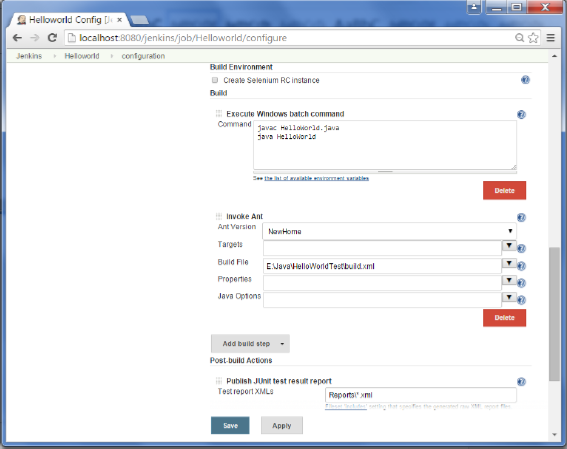 Helloworld Config [Je
localhost:8080/jenkins/job/Helloworld/configure
Jenkins Helloworld configuration
Build Environment
Create Selenium RC instance
Build
Execute Windows batch command
Command
javac HelloWorld.java
java HelloWorld
See the list of available environment variables
Delete
Invoke Ant
Ant Version NewHome
Targets
Build File E:\Java\HelloWorldTest\build.xml
Properties
Java Options
Delete
Add build step
Post-build Actions
Publish JUnit test result report
Test report XMLs Reports\*.xml
Save Apply